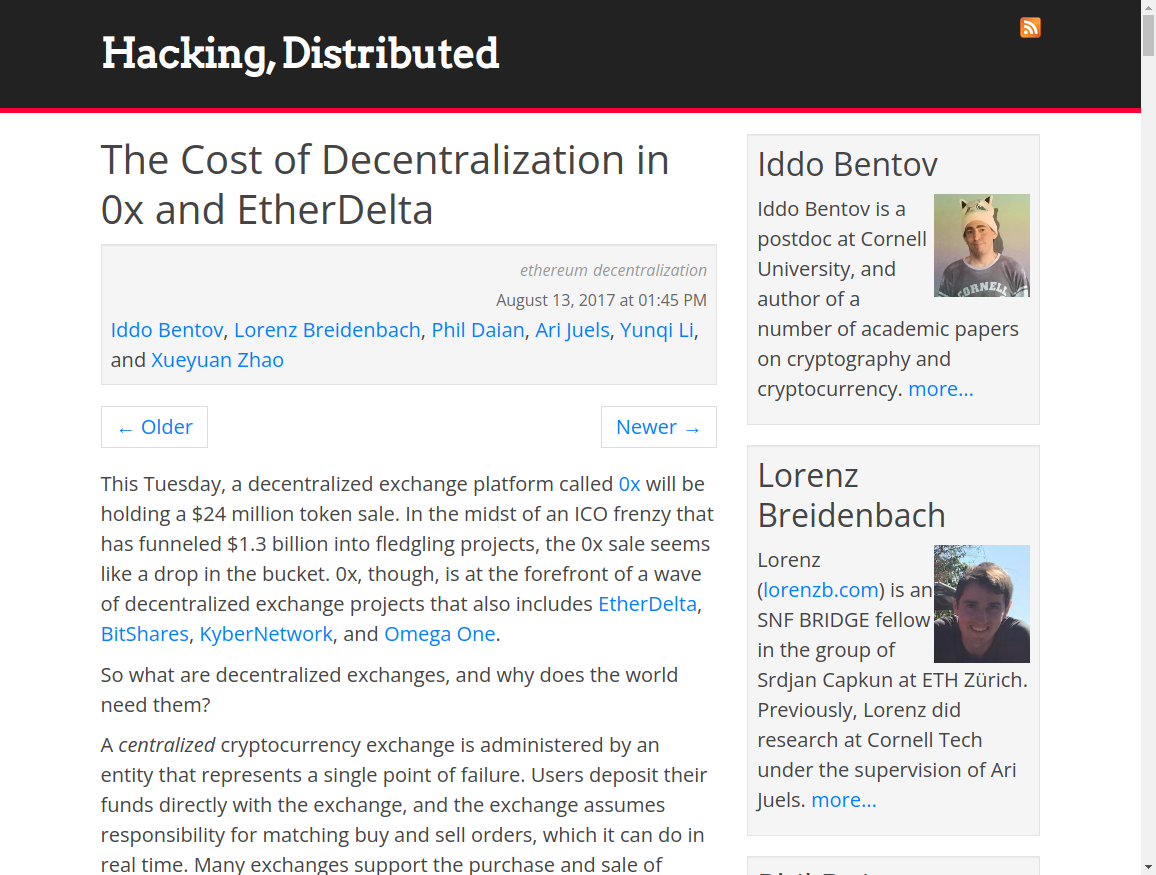 Hacking, Distributed
The Cost of Decentralization in
0x and EtherDelta
ethereum decentralization
August 13, 2017 at 01:45 PM
Iddo Bentov, Lorenz Breidenbach, Phil Daian, Ari Juels, Yunqi Li,
and Xueyuan Zhao
← Older
Newer →
This Tuesday, a decentralized exchange platform called 0x will be
holding a $24 million token sale. In the midst of an ICO frenzy that
has funneled $1.3 billion into fledgling projects, the 0x sale seems
like a drop in the bucket. 0x, though, is at the forefront of a wave
of decentralized exchange projects that also includes EtherDelta,
BitShares, KyberNetwork, and Omega One.
So what are decentralized exchanges, and why does the world
need them?
A centralized cryptocurrency exchange is administered by an
entity that represents a single point of failure. Users deposit their
funds directly with the exchange, and the exchange assumes
responsibility for matching buy and sell orders, which it can do in
real time. Many exchanges support the purchase and sale of
Iddo Bentov
Iddo Bentov is a
postdoc at Cornell
University, and
author of a
number of academic papers
on cryptography and
cryptocurrency. more...
CORNELL
Lorenz
Breidenbach
Lorenz
(lorenzb.com) is an
SNF BRIDGE fellow
in the group of
Srdjan Capkun at ETH Zürich.
Previously, Lorenz did
research at Cornell Tech
under the supervision of Ari
Juels. more...